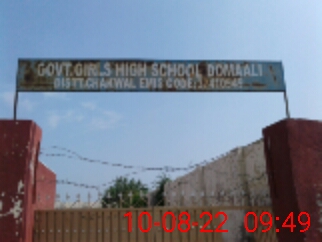 GOVT.GIRLS HIGH SCHOOL DOMAALI
DISTT.CHAKWAL EMIS CODE
10-08-22 09:49